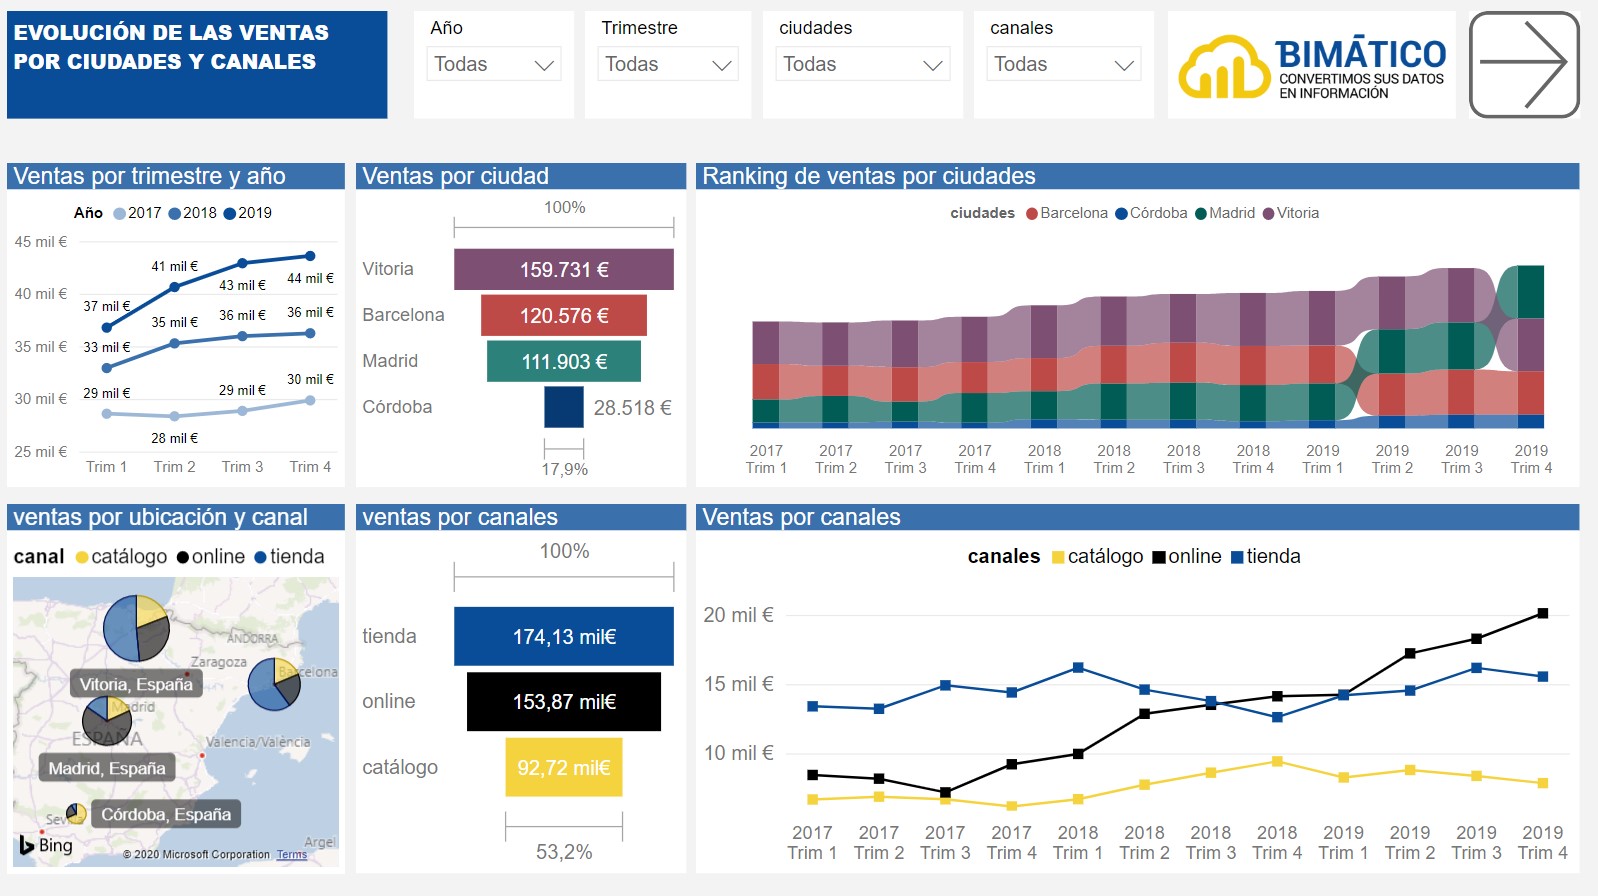 EVOLUCIÓN DE LAS VENTAS
POR CIUDADES Y CANALES
Año
Todas
Trimestre
Todas
ciudades
Todas
canales
Todas
BIMÁTICO
CONVERTIMOS SUS DATOS
EN INFORMACIÓN
Ventas por trimestre y año
Año 2017 2018 2019
45 mil €
40 mil €
35 mil €
30 mil €
25 mil €
37 mil €
41 mil €
43 mil €
44 mil €
33 mil €
35 mil €
36 mil €
36 mil €
29 mil €
28 mil €
29 mil €
30 mil €
Trim 1 Trim 2 Trim 3 Trim 4
Ventas por ciudad
100%
Vitoria 159.731 €
Barcelona 120.576 €
Madrid 111.903 €
Córdoba 28.518 €
17,9%
Ranking de ventas por ciudades
ciudades Barcelona Córdoba Madrid Vitoria
2017 2017 2017 2017 2018 2018 2018 2018 2019 2019 2019 2019
Trim 1 Trim 2 Trim 3 Trim 4 Trim 1 Trim 2 Trim 3 Trim 4 Trim 1 Trim 2 Trim 3 Trim 4
ventas por ubicación y canal
canal catálogo online tienda
ANDORRA
Zaragoza
Barcelona
Vitoria, España
Madrid
ESPAÑA
Valencia/València
Madrid, España
Córdoba, España
Argel
Bing
© 2020 Microsoft Corporation Terms
ventas por canales
100%
tienda 174,13 mil€
online 153,87 mil€
catálogo 92,72 mil€
53,2%
Ventas por canales
canales catálogo online tienda
20 mil €
15 mil €
10 mil €
2017 2017 2017 2017 2018 2018 2018 2018 2019 2019 2019 2019
Trim 1 Trim 2 Trim 3 Trim 4 Trim 1 Trim 2 Trim 3 Trim 4 Trim 1 Trim 2 Trim 3 Trim 4